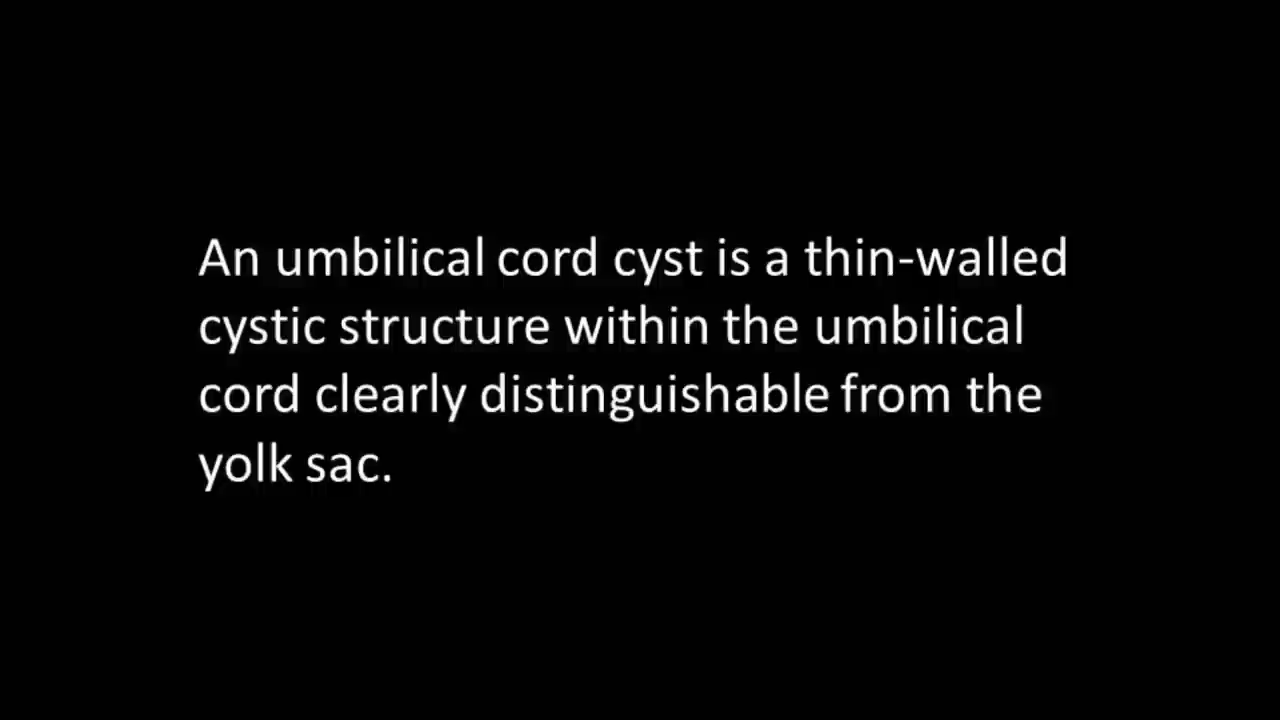 An umbilical cord cyst is a thin-walled
cystic structure within the umbilical
cord clearly distinguishable from the
yolk sac.